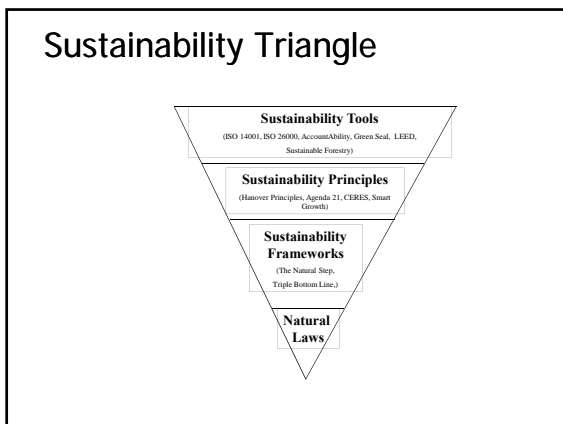 Sustainability Triangle
Sustainability Tools
(ISO 14001, ISO 26000, AccountAbility, Green Seal, LEED,
Sustainable Forestry)
Sustainability Principles
(Hanover Principles, Agenda 21, CERES, Smart
Growth)
Sustainability
Frameworks
(The Natural Step,
Triple Bottom Line,)
Natural
Laws